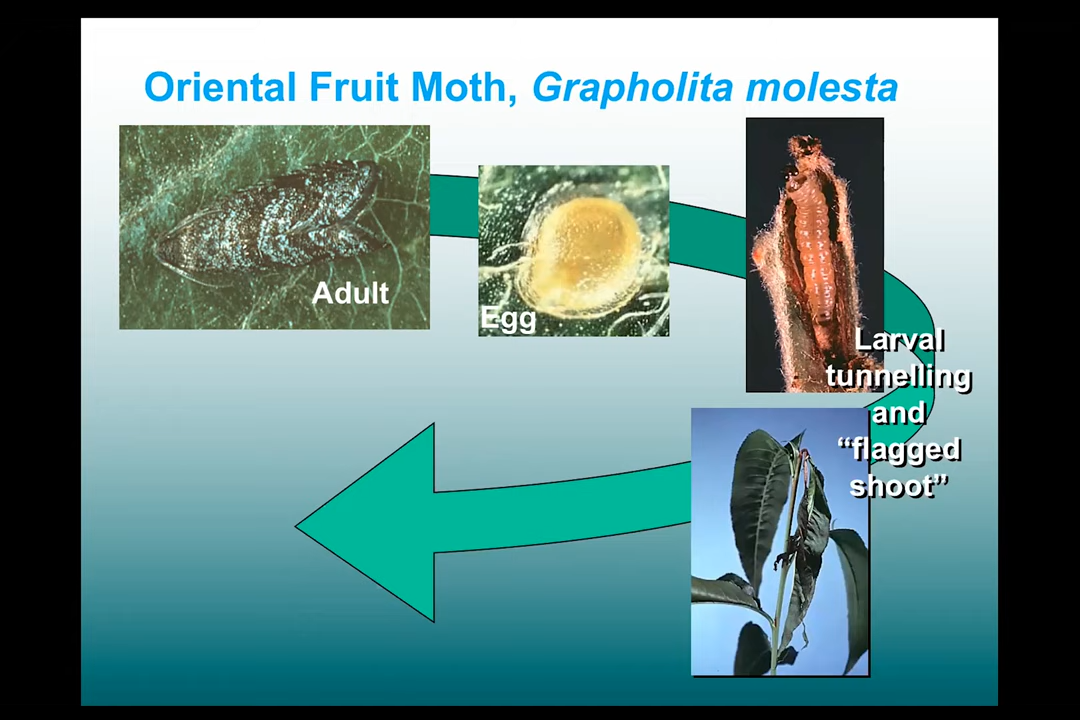 Oriental Fruit Moth, Grapholita molesta
Adult
Egg
Larval
tunnelling
and
“flagged
shoot”